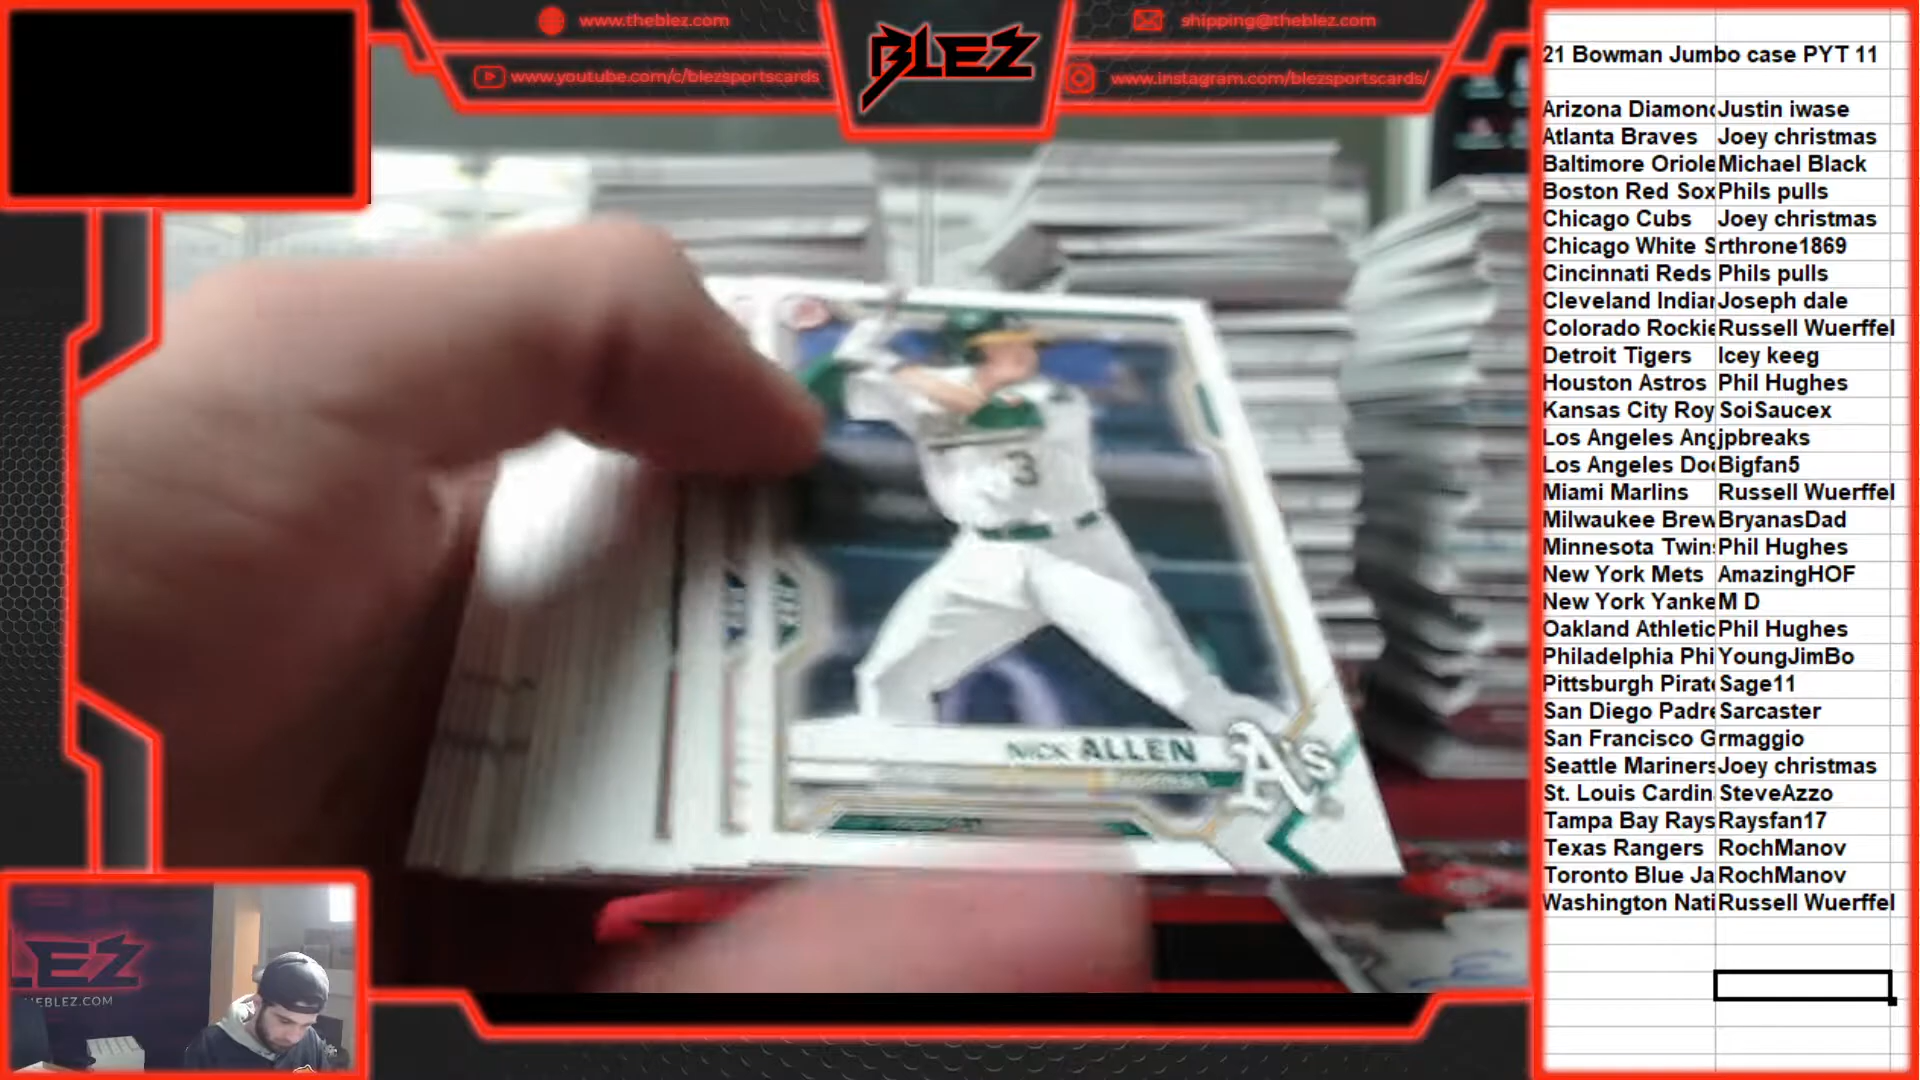 www.theblez.com
BLEZ
shipping@theblez.com
www.youtube.com/c/blezsportscards
www.instagram.com/blezsportscards/
21 Bowman Jumbo case PYT 11
Arizona Diamond Justin iwase
Atlanta Braves Joey christmas
Baltimore Oriole Michael Black
Boston Red Sox Phils pulls
Chicago Cubs Joey christmas
Chicago White S rthrone1869
Cincinnati Reds Phils pulls
Cleveland Indian Joseph dale
Colorado Rockie Russell Wuerffel
Detroit Tigers Icey keeg
Houston Astros Phil Hughes
Kansas City Roy SoiSaucex
Los Angeles Ang jpbreaks
Los Angeles Dod Bigfan5
Miami Marlins Russell Wuerffel
Milwaukee Brew BryanasDad
Minnesota Twins Phil Hughes
New York Mets AmazingHOF
New York Yanke M D
Oakland Athletic Phil Hughes
Philadelphia Phi YoungJimBo
Pittsburgh Pirate Sage11
San Diego Padre Sarcaster
San Francisco G rmaggio
Seattle Mariners Joey christmas
St. Louis Cardin SteveAzzo
Tampa Bay Rays Raysfan17
Texas Rangers RochManov
Toronto Blue Ja RochManov
Washington Nati Russell Wuerffel
3
NICK ALLEN
A's
LEZ